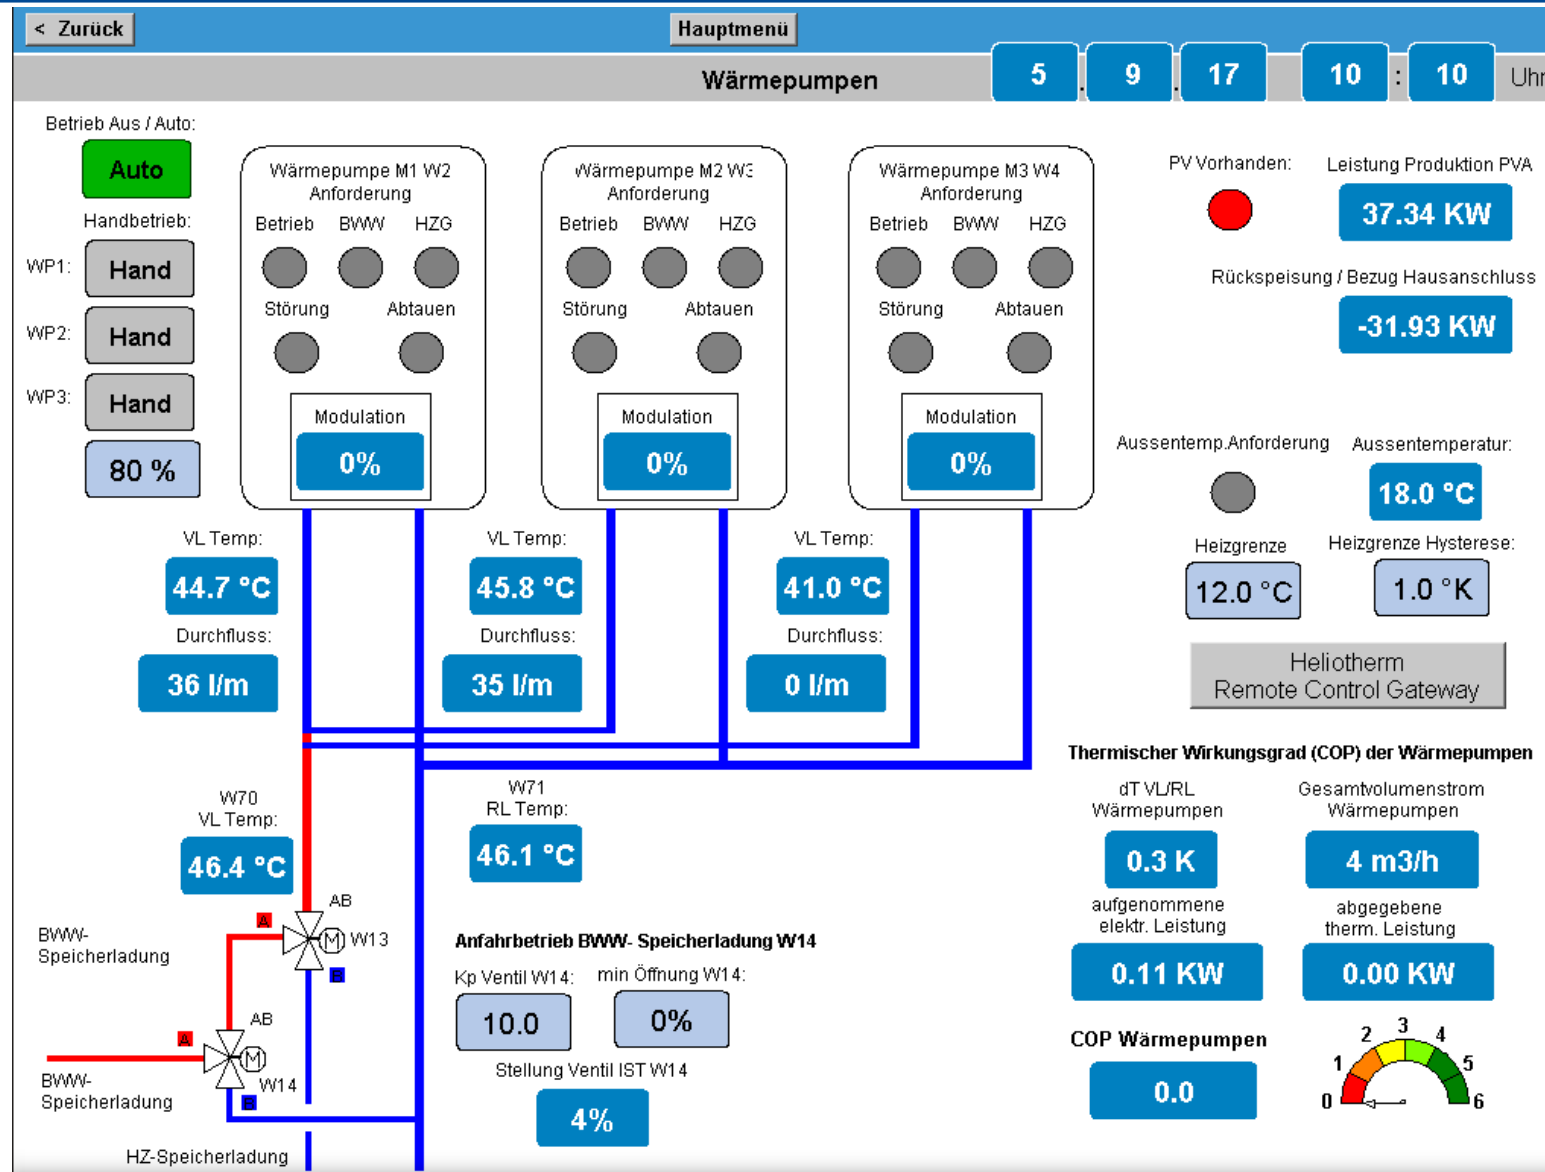 < Zurück
Hauptmenü
Wärmepumpen
5 . 9 . 17 10 : 10 Uhr
Betrieb Aus / Auto:
Auto
Handbetrieb:
WP1: Hand
WP2: Hand
WP3: Hand
80 %
Wärmepumpe M1 W2
Anforderung
Betrieb BWW HZG
Störung Abtauen
Modulation
0%
Wärmepumpe M2 W3
Anforderung
Betrieb BWW HZG
Störung Abtauen
Modulation
0%
Wärmepumpe M3 W4
Anforderung
Betrieb BWW HZG
Störung Abtauen
Modulation
0%
PV Vorhanden:
Leistung Produktion PVA
37.34 KW
Rückspeisung / Bezug Hausanschluss
-31.93 KW
Aussentemp.Anforderung
Aussentemperatur:
18.0 °C
Heizgrenze
12.0 °C
Heizgrenze Hysterese:
1.0 °K
Heliotherm
Remote Control Gateway
VL Temp:
44.7 °C
Durchfluss:
36 l/m
VL Temp:
45.8 °C
Durchfluss:
35 l/m
VL Temp:
41.0 °C
Durchfluss:
0 l/m
W70
VL Temp:
46.4 °C
W71
RL Temp:
46.1 °C
AB
A
M W13
B
BWW-
Speicherladung
AB
A
M
W14
B
BWW-
Speicherladung
HZ-Speicherladung
Anfahrbetrieb BWW- Speicherladung W14
Kp Ventil W14:
10.0
min Öffnung W14:
0%
Stellung Ventil IST W14
4%
Thermischer Wirkungsgrad (COP) der Wärmepumpen
dT VL/RL
Wärmepumpen
0.3 K
Gesamtvolumenstrom
Wärmepumpen
4 m3/h
aufgenommene
elektr. Leistung
0.11 KW
abgegebene
therm. Leistung
0.00 KW
COP Wärmepumpen
0.0
0 1 2 3 4 5 6